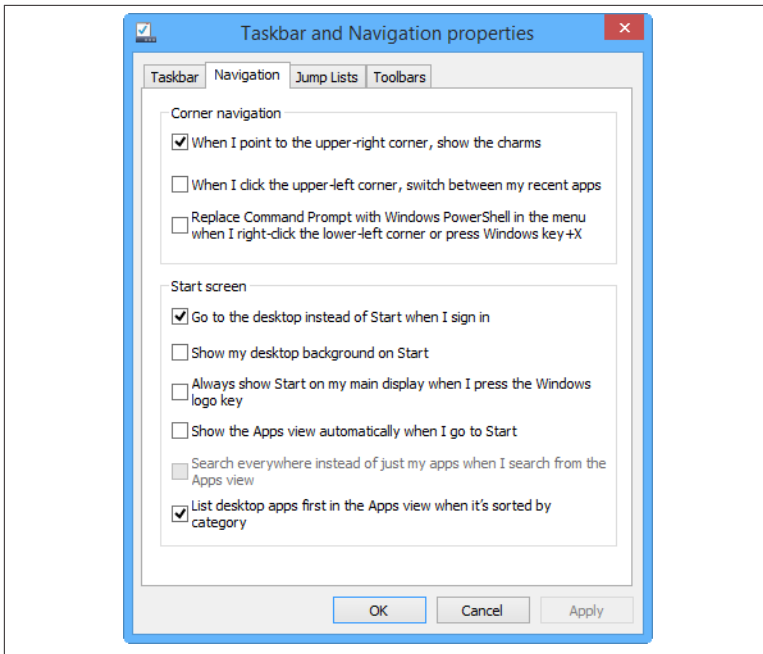 Taskbar and Navigation properties
Taskbar
Navigation
Jump Lists
Toolbars
Corner navigation
When I point to the upper-right corner, show the charms
When I click the upper-left corner, switch between my recent apps
Replace Command Prompt with Windows PowerShell in the menu
when I right-click the lower-left corner or press Windows key+X
Start screen
Go to the desktop instead of Start when I sign in
Show my desktop background on Start
Always show Start on my main display when I press the Windows
logo key
Show the Apps view automatically when I go to Start
Search everywhere instead of just my apps when I search from the
Apps view
List desktop apps first in the Apps view when it's sorted by
category
OK
Cancel
Apply